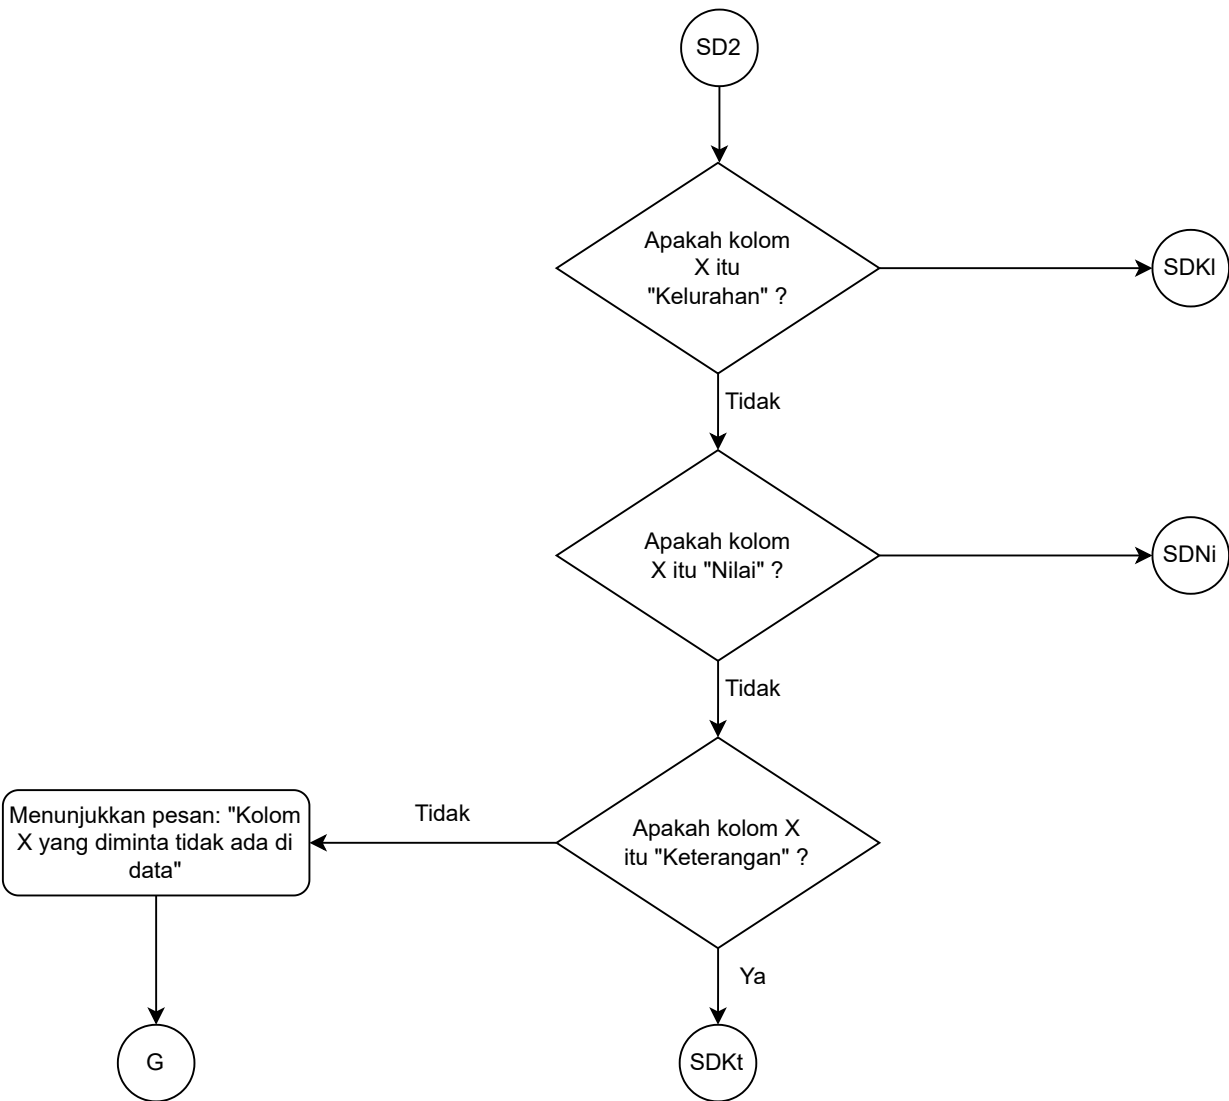 SD2
Apakah kolom
X itu
"Kelurahan" ?
SDKl
Tidak
Apakah kolom
X itu "Nilai" ?
SDNi
Tidak
Menunjukkan pesan: "Kolom
X yang diminta tidak ada di
data"
Tidak
Apakah kolom X
itu "Keterangan" ?
Ya
G
SDKt